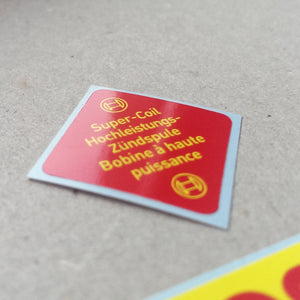 Super-Coil
Hochleistungs-
Zündspule
Bobine à haute
puissance